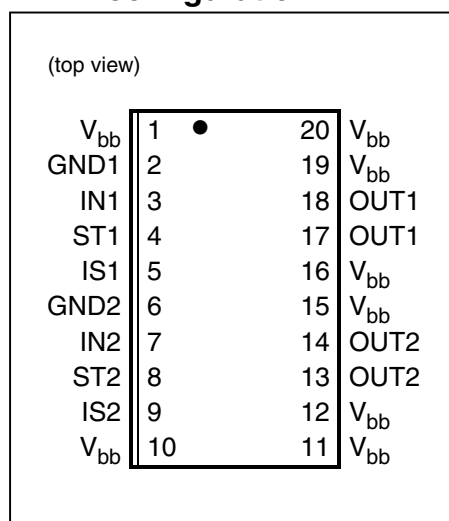 (top view)
Vbb 1 ● 20 Vbb
GND1 2 19 Vbb
IN1 3 18 OUT1
ST1 4 17 OUT1
IS1 5 16 Vbb
GND2 6 15 Vbb
IN2 7 14 OUT2
ST2 8 13 OUT2
IS2 9 12 Vbb
Vbb 10 11 Vbb